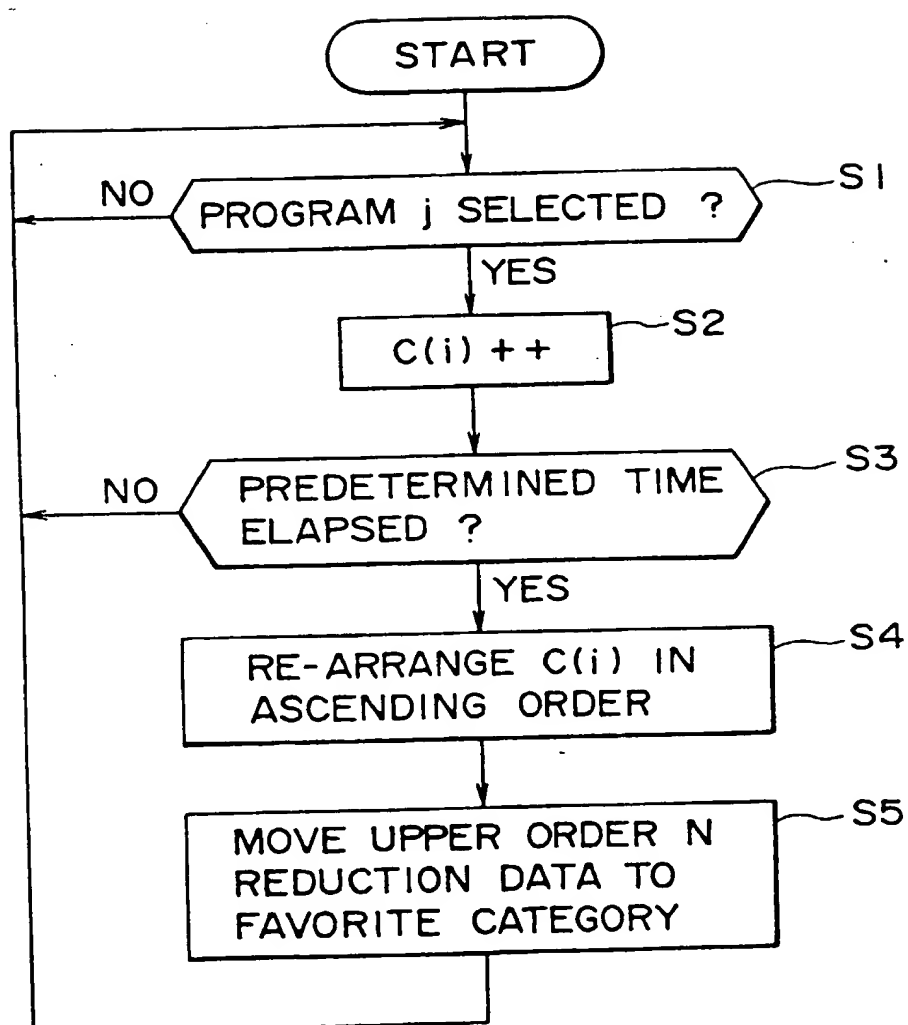 START
NO
PROGRAM j SELECTED ?
S1
YES
C(i) ++
S2
NO
PREDETERMINED TIME
ELAPSED ?
S3
YES
RE-ARRANGE C(i) IN
ASCENDING ORDER
S4
MOVE UPPER ORDER N
REDUCTION DATA TO
FAVORITE CATEGORY
S5